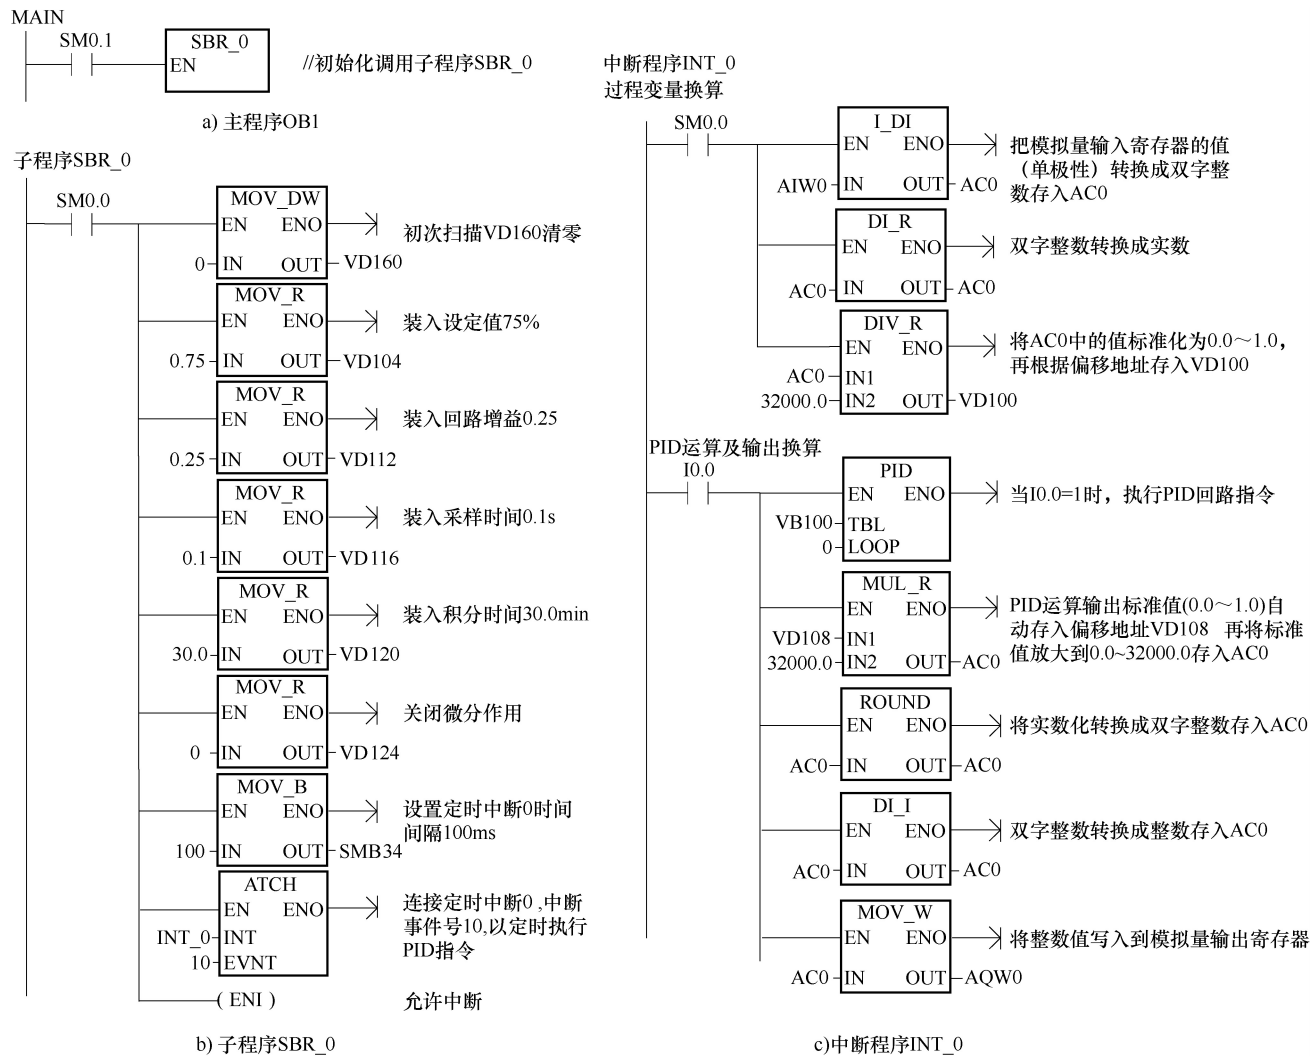 MAIN
SM0.1
SBR_0
EN
//初始化调用子程序SBR_0
a) 主程序OB1
子程序SBR_0
SM0.0
MOV_DW
EN ENO
初次扫描VD160清零
0 IN OUT VD160
MOV_R
EN ENO
装入设定值75%
0.75 IN OUT VD104
MOV_R
EN ENO
装入回路增益0.25
0.25 IN OUT VD112
MOV_R
EN ENO
装入采样时间0.1s
0.1 IN OUT VD116
MOV_R
EN ENO
装入积分时间30.0min
30.0 IN OUT VD120
MOV_R
EN ENO
关闭微分作用
0 IN OUT VD124
MOV_B
EN ENO
设置定时中断0时间
间隔100ms
100 IN OUT SMB34
ATCH
EN ENO
连接定时中断0 ,中断
事件号10,以定时执行
PID指令
INT_0 INT
10 EVNT
( ENI )
允许中断
b) 子程序SBR_0
中断程序INT_0
过程变量换算
SM0.0
I_DI
EN ENO
把模拟量输入寄存器的值
（单极性）转换成双字整
数存入AC0
AIW0 IN OUT AC0
DI_R
EN ENO
双字整数转换成实数
AC0 IN OUT AC0
DIV_R
EN ENO
将AC0中的值标准化为0.0～1.0，
再根据偏移地址存入VD100
AC0 IN1
32000.0 IN2 OUT VD100
PID运算及输出换算
I0.0
PID
EN ENO
当I0.0=1时，执行PID回路指令
VB100 TBL
0 LOOP
MUL_R
EN ENO
PID运算输出标准值(0.0～1.0)自
动存入偏移地址VD108 再将标准
值放大到0.0~32000.0存入AC0
VD108 IN1
32000.0 IN2 OUT AC0
ROUND
EN ENO
将实数化转换成双字整数存入AC0
AC0 IN OUT AC0
DI_I
EN ENO
双字整数转换成整数存入AC0
AC0 IN OUT AC0
MOV_W
EN ENO
将整数值写入到模拟量输出寄存器
AC0 IN OUT AQW0
c)中断程序INT_0